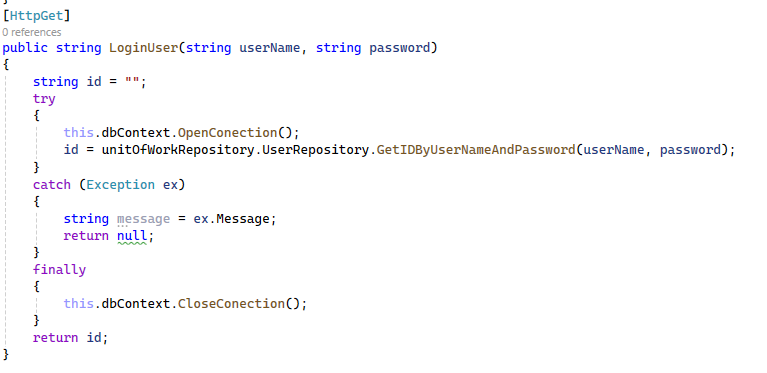 }
[HttpGet]
0 references
public string LoginUser(string userName, string password)
{
    string id = "";
    try
    {
        this.dbContext.OpenConection();
        id = unitOfWorkRepository.UserRepository.GetIDByUserNameAndPassword(userName, password);
    }
    catch (Exception ex)
    {
        string message = ex.Message;
        return null;
    }
    finally
    {
        this.dbContext.CloseConection();
    }
    return id;
}